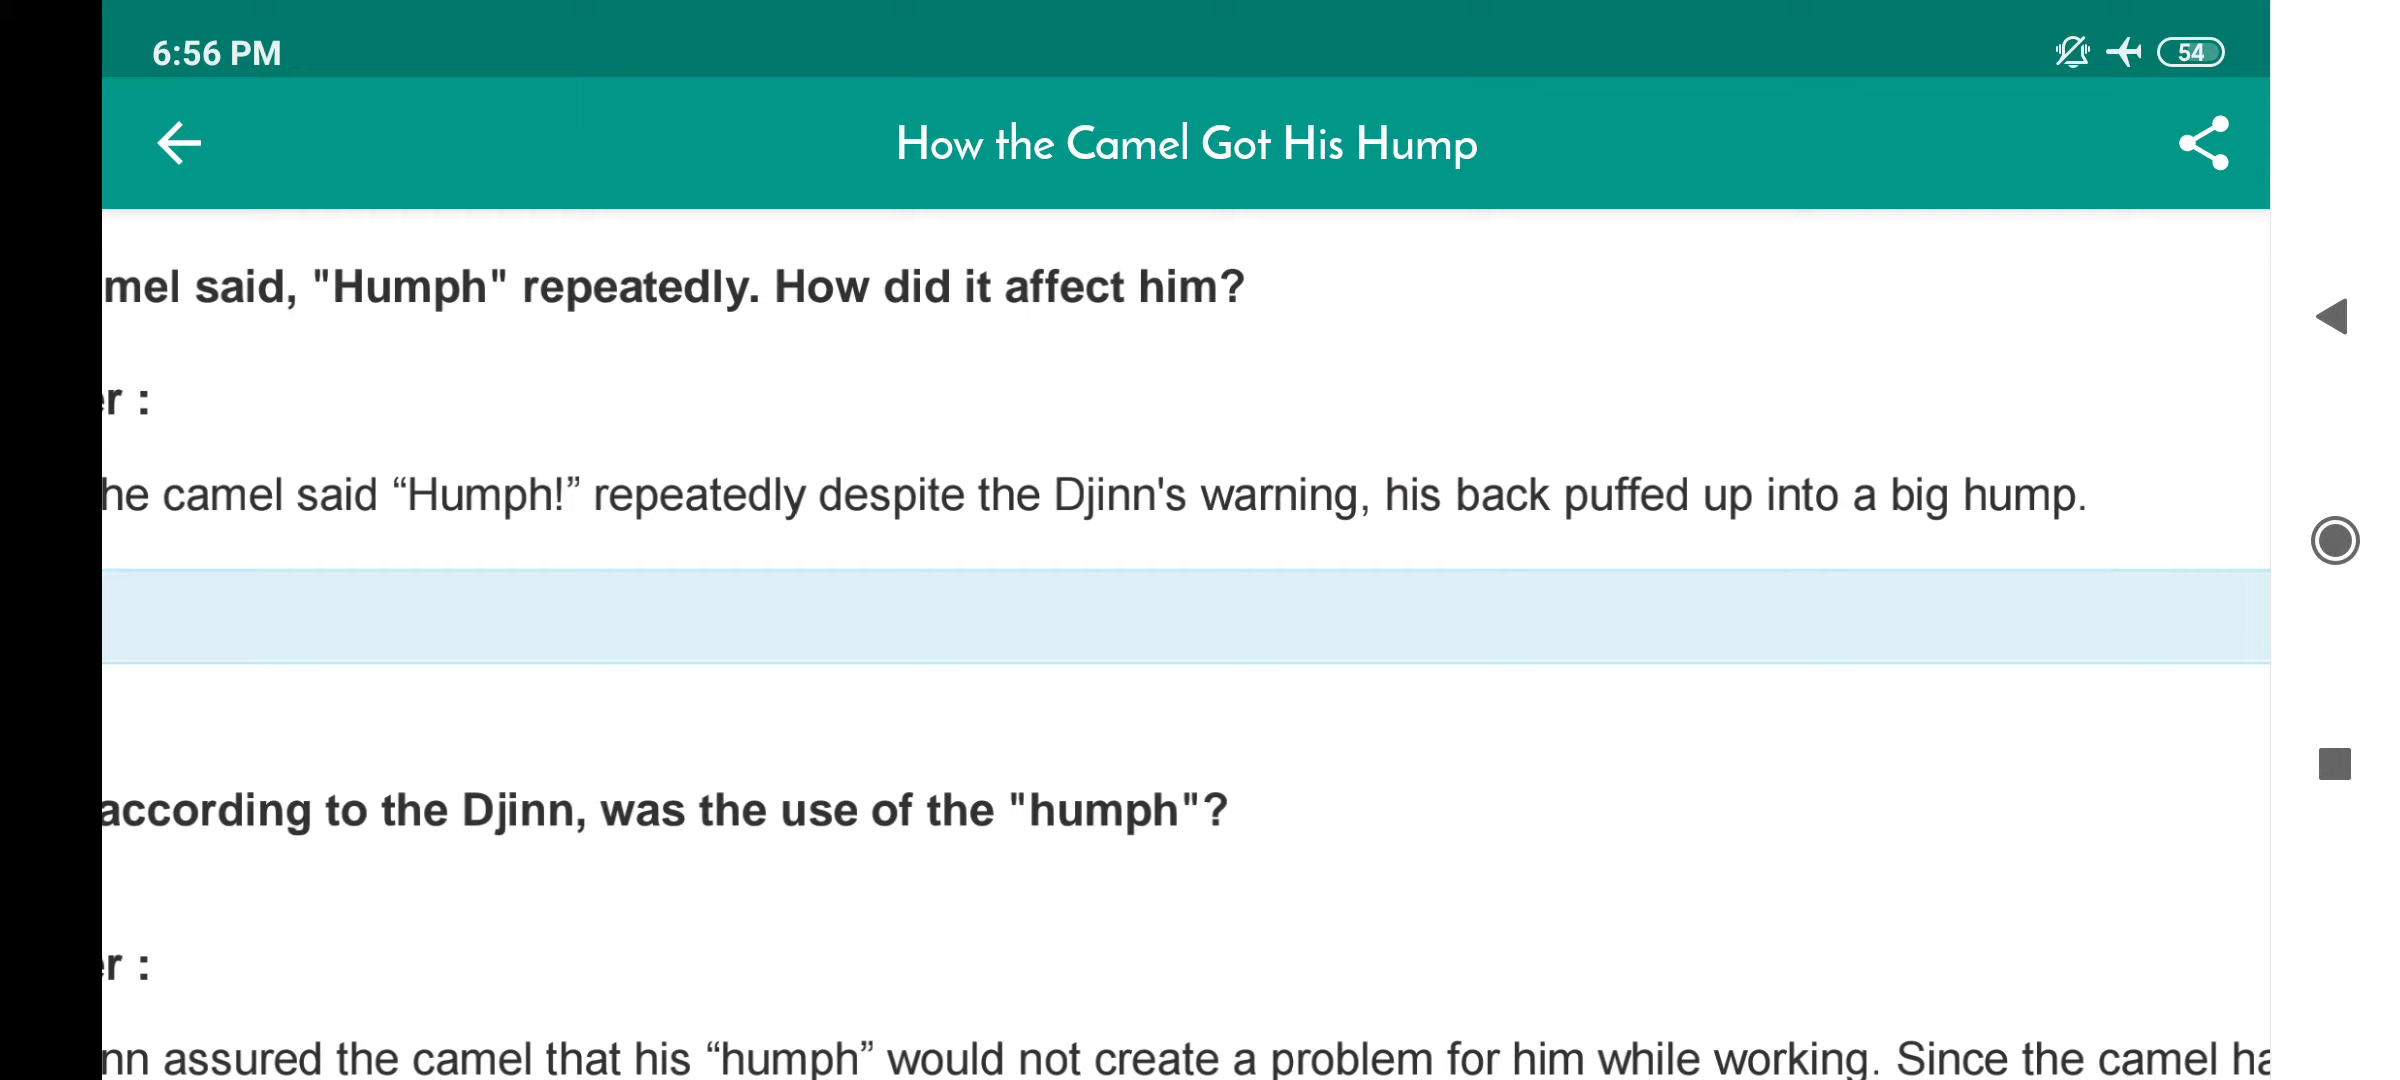 6:56 PM
54
How the Camel Got His Hump
mel said, "Humph" repeatedly. How did it affect him?
r :
he camel said “Humph!” repeatedly despite the Djinn's warning, his back puffed up into a big hump.
according to the Djinn, was the use of the "humph"?
r :
nn assured the camel that his “humph” would not create a problem for him while working. Since the camel ha